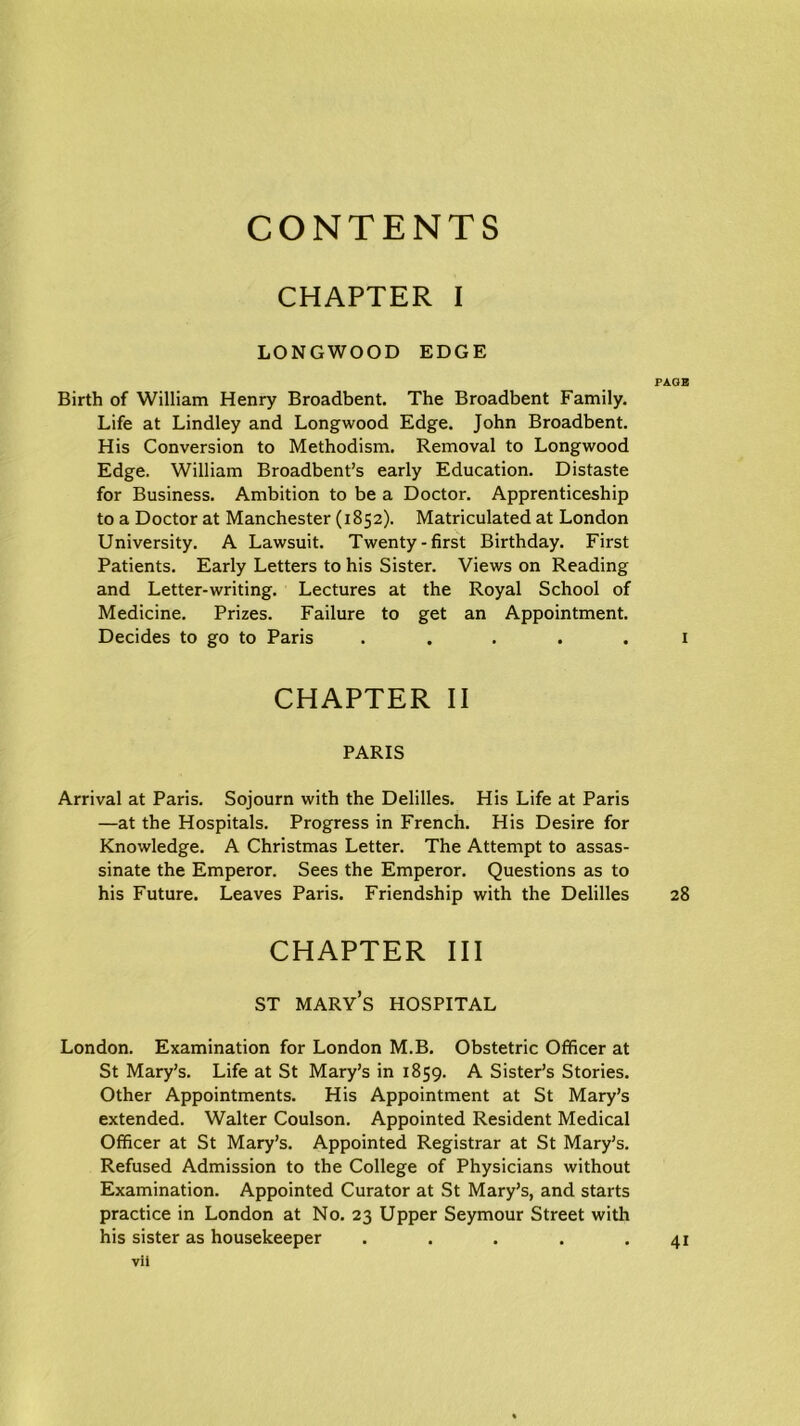 CONTENTS
CHAPTER I
LONGWOOD EDGE
PAGE
Birth of William Henry Broadbent. The Broadbent Family.
Life at Lindley and Longwood Edge. John Broadbent.
His Conversion to Methodism. Removal to Longwood
Edge. William Broadbent’s early Education. Distaste
for Business. Ambition to be a Doctor. Apprenticeship
to a Doctor at Manchester (1852). Matriculated at London
University. A Lawsuit. Twenty-first Birthday. First
Patients. Early Letters to his Sister. Views on Reading
and Letter-writing. Lectures at the Royal School of
Medicine. Prizes. Failure to get an Appointment.
Decides to go to Paris . . . . . 1
CHAPTER II
PARIS
Arrival at Paris. Sojourn with the Delilles. His Life at Paris
—at the Hospitals. Progress in French. His Desire for
Knowledge. A Christmas Letter. The Attempt to assas-
sinate the Emperor. Sees the Emperor. Questions as to
his Future. Leaves Paris. Friendship with the Delilles 28
CHAPTER III
ST MARY’S HOSPITAL
London. Examination for London M.B. Obstetric Officer at
St Mary’s. Life at St Mary’s in 1859. A Sister’s Stories.
Other Appointments. His Appointment at St Mary’s
extended. Walter Coulson. Appointed Resident Medical
Officer at St Mary’s. Appointed Registrar at St Mary’s.
Refused Admission to the College of Physicians without
Examination. Appointed Curator at St Mary’s, and starts
practice in London at No. 23 Upper Seymour Street with
his sister as housekeeper . . . . . 41
vii